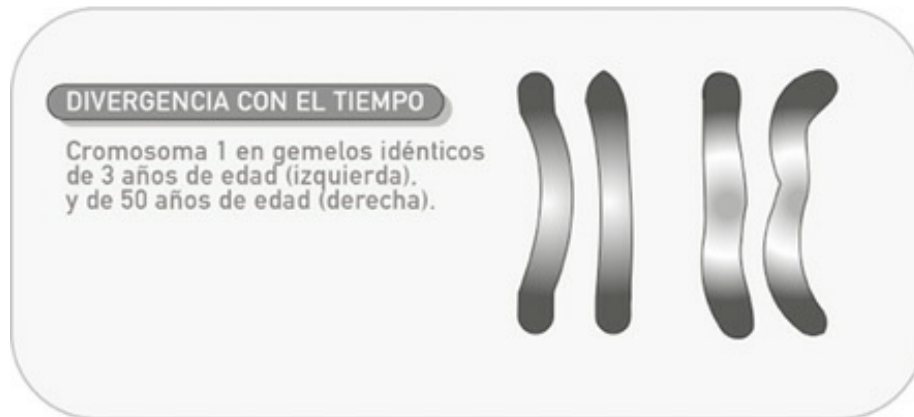 DIVERGENCIA CON EL TIEMPO
Cromosoma 1 en gemelos idénticos
de 3 años de edad (izquierda).
y de 50 años de edad (derecha).